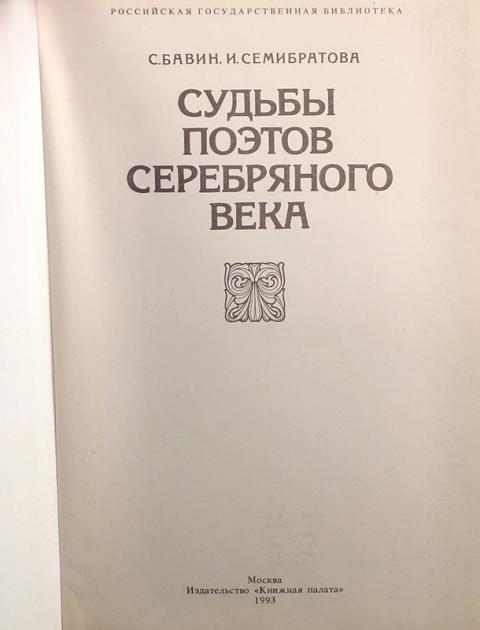 РОССИЙСКАЯ ГОСУДАРСТВЕННАЯ БИБЛИОТЕКА
С.БАВИН, И.СЕМИБРАТОВА
СУДЬБЫ
ПОЭТОВ
СЕРЕБРЯНОГО
ВЕКА
Москва
Издательство «Книжная палата»
1993